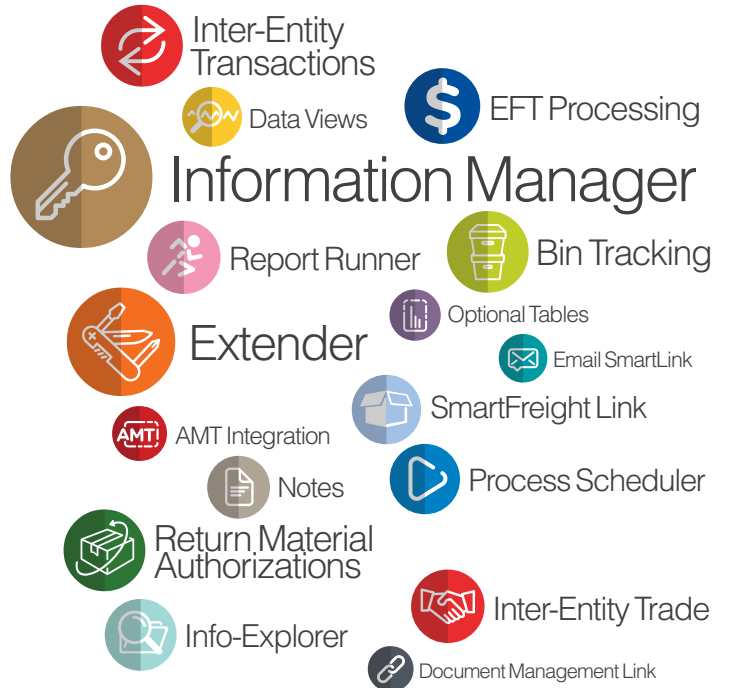 Inter-Entity
Transactions
Data Views
$ EFT Processing
Information Manager
Report Runner
Bin Tracking
Optional Tables
Extender
Email SmartLink
SmartFreight Link
AMT AMT Integration
Process Scheduler
Notes
Return Material
Authorizations
Inter-Entity Trade
Info-Explorer
Document Management Link